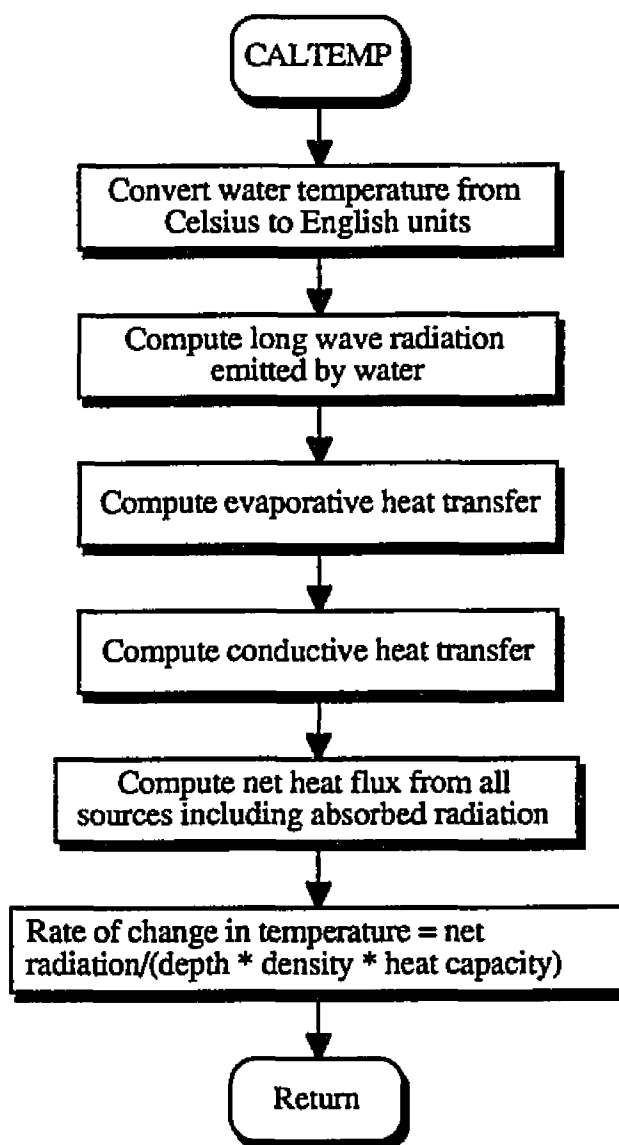 CALTEMP
Convert water temperature from
Celsius to English units
Compute long wave radiation
emitted by water
Compute evaporative heat transfer
Compute conductive heat transfer
Compute net heat flux from all
sources including absorbed radiation
Rate of change in temperature = net
radiation/(depth * density * heat capacity)
Return